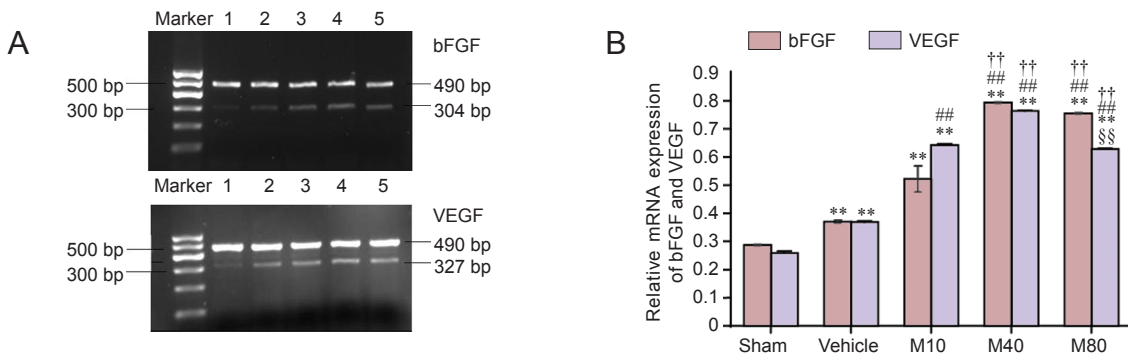 A
Marker 1 2 3 4 5
bFGF
500 bp
490 bp
300 bp
304 bp
Marker 1 2 3 4 5
VEGF
500 bp
490 bp
327 bp
300 bp
B
bFGF VEGF
Relative mRNA expression
of bFGF and VEGF
0.9
0.8
0.7
0.6
0.5
0.4
0.3
0.2
0.1
0
** **
**
##
**
††
##
**
††
##
**
††
##
**
††
##
**
§§
Sham Vehicle M10 M40 M80